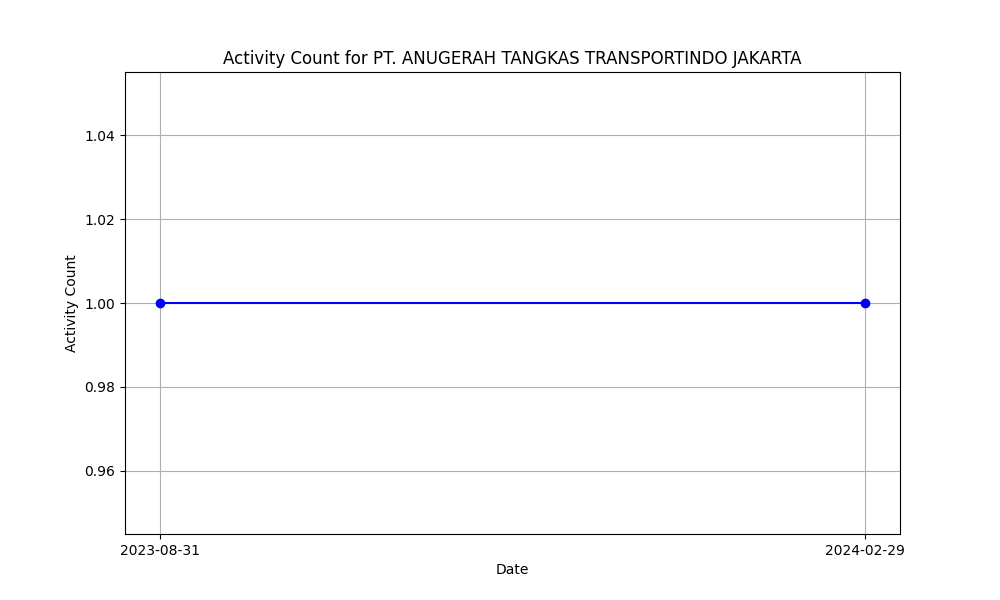 Activity Count for PT. ANUGERAH TANGKAS TRANSPORTINDO JAKARTA
1.04
1.02
1.00
0.98
0.96
Activity Count
2023-08-31
2024-02-29
Date